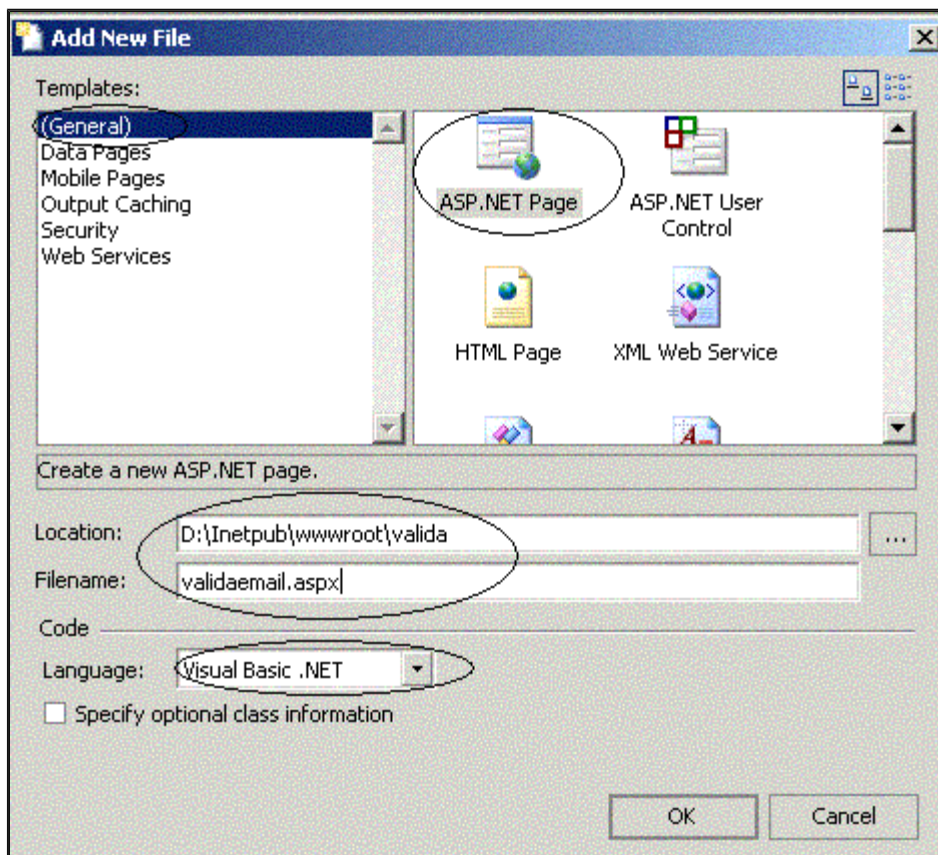 Add New File
Templates:
(General)
Data Pages
Mobile Pages
Output Caching
Security
Web Services
ASP.NET Page
ASP.NET User
Control
HTML Page
XML Web Service
Create a new ASP.NET page.
Location:
D:\Inetpub\wwwroot\valida
...
Filename:
validaemail.aspx
Code
Language:
Visual Basic .NET
Specify optional class information
OK
Cancel